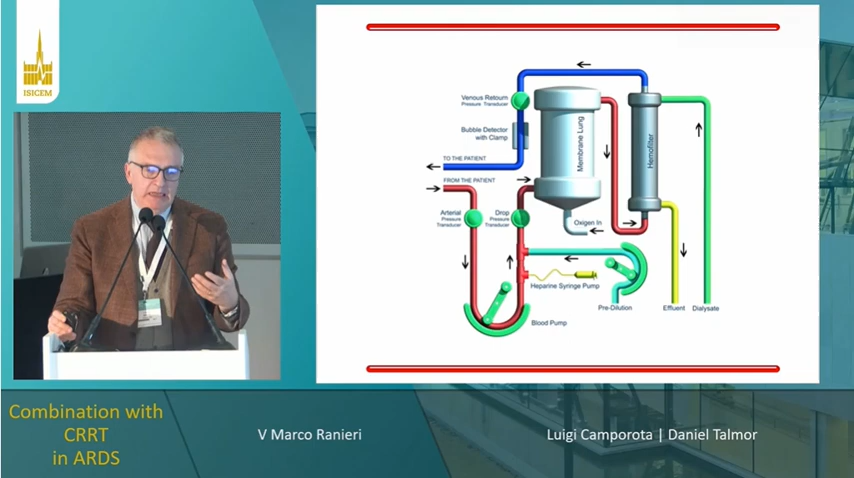 ISICEM
Venous Retourn
Pressure Transducer
Bubble Detector
with Clamp
TO THE PATIENT
FROM THE PATIENT
Arterial
Pressure
Transducer
Drop
Pressure
Transducer
Membrane Lung
Hemofilter
Oxigen In
Heparine Syringe Pump
Blood Pump
Pre-Dilution
Effluent
Dialysate
Combination with
CRRT
in ARDS
V Marco Ranieri
Luigi Camporota | Daniel Talmor